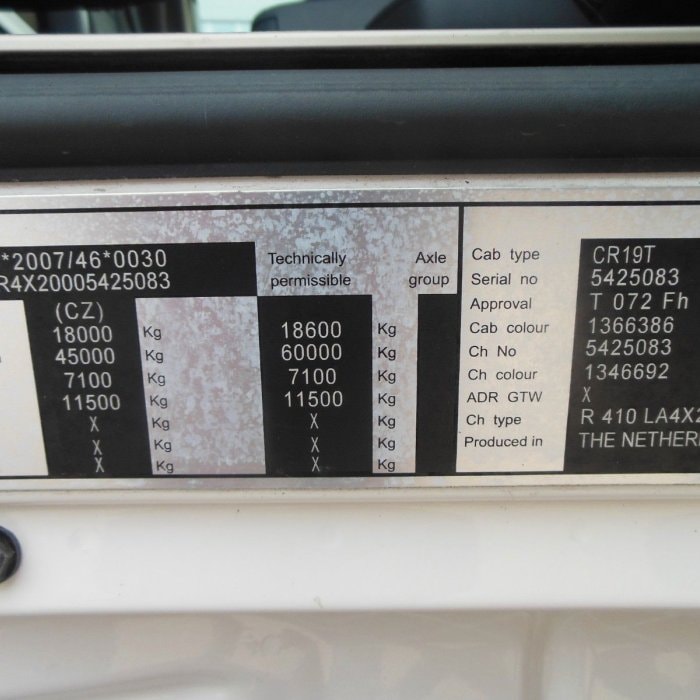 *2007/46*0030
R4X20005425083
Technically permissible
Axle group
(CZ)
18000 Kg 18600 Kg
45000 Kg 60000 Kg
7100 Kg 7100 Kg
11500 Kg 11500 Kg
X Kg X Kg
X Kg X Kg
X Kg X Kg
Cab type CR19T
Serial no 5425083
Approval T 072 Fh
Cab colour 1366386
Ch No 5425083
Ch colour 1346692
ADR GTW X
Ch type R 410 LA4X2
Produced in THE NETHER